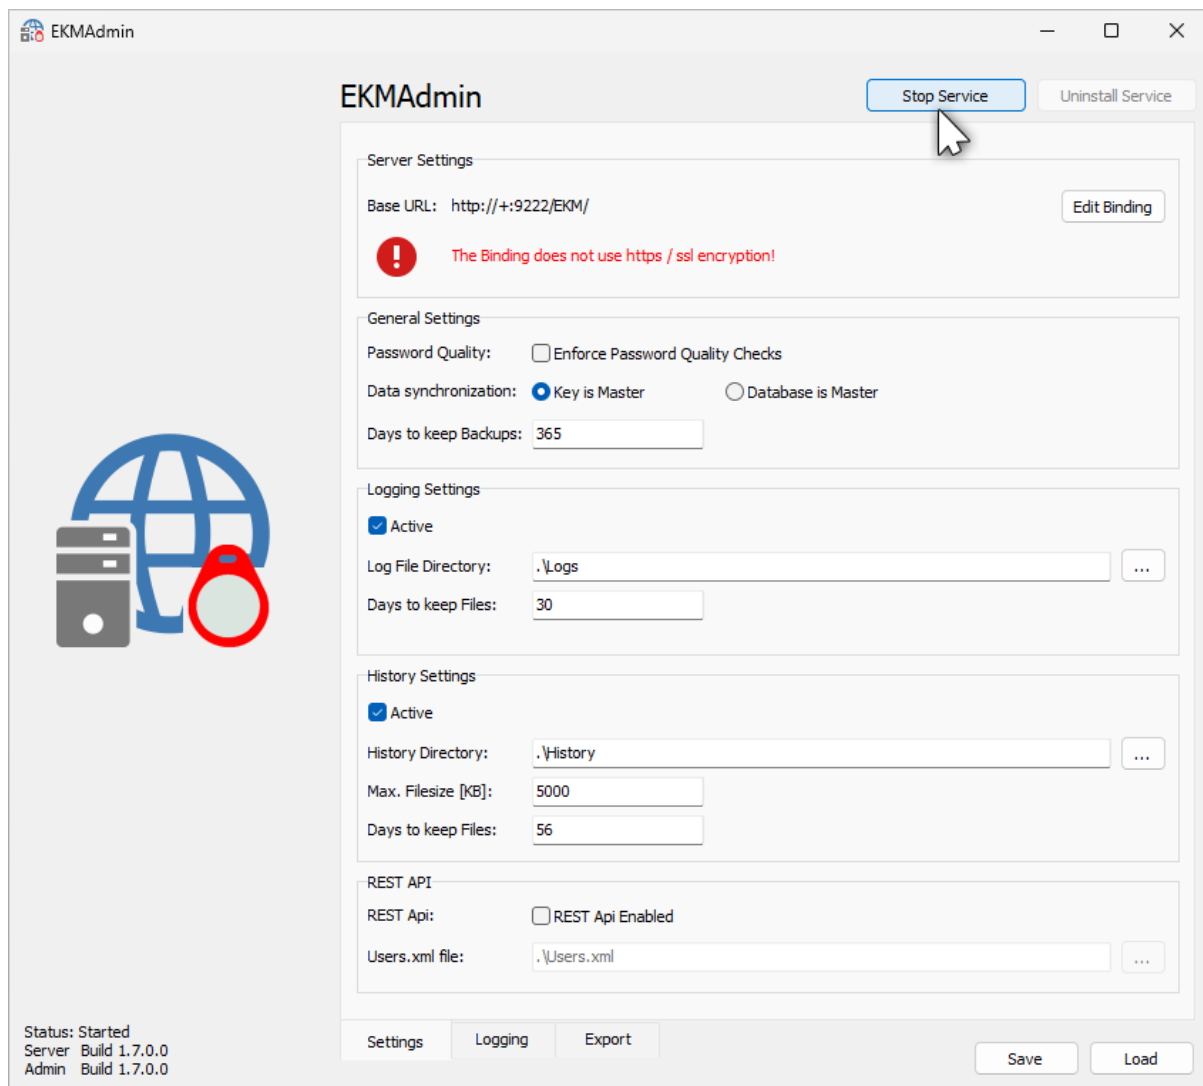 EKMAdmin
EKMAdmin
Stop Service
Uninstall Service
Server Settings
Base URL: http://+:9222/EKM/
Edit Binding
The Binding does not use https / ssl encryption!
General Settings
Password Quality: Enforce Password Quality Checks
Data synchronization: Key is Master Database is Master
Days to keep Backups: 365
Logging Settings
Active
Log File Directory: .\Logs ...
Days to keep Files: 30
History Settings
Active
History Directory: .\History ...
Max. Filesize [KB]: 5000
Days to keep Files: 56
REST API
REST Api: REST Api Enabled
Users.xml file: .\Users.xml ...
Status: Started
Server Build 1.7.0.0
Admin Build 1.7.0.0
Settings Logging Export
Save Load